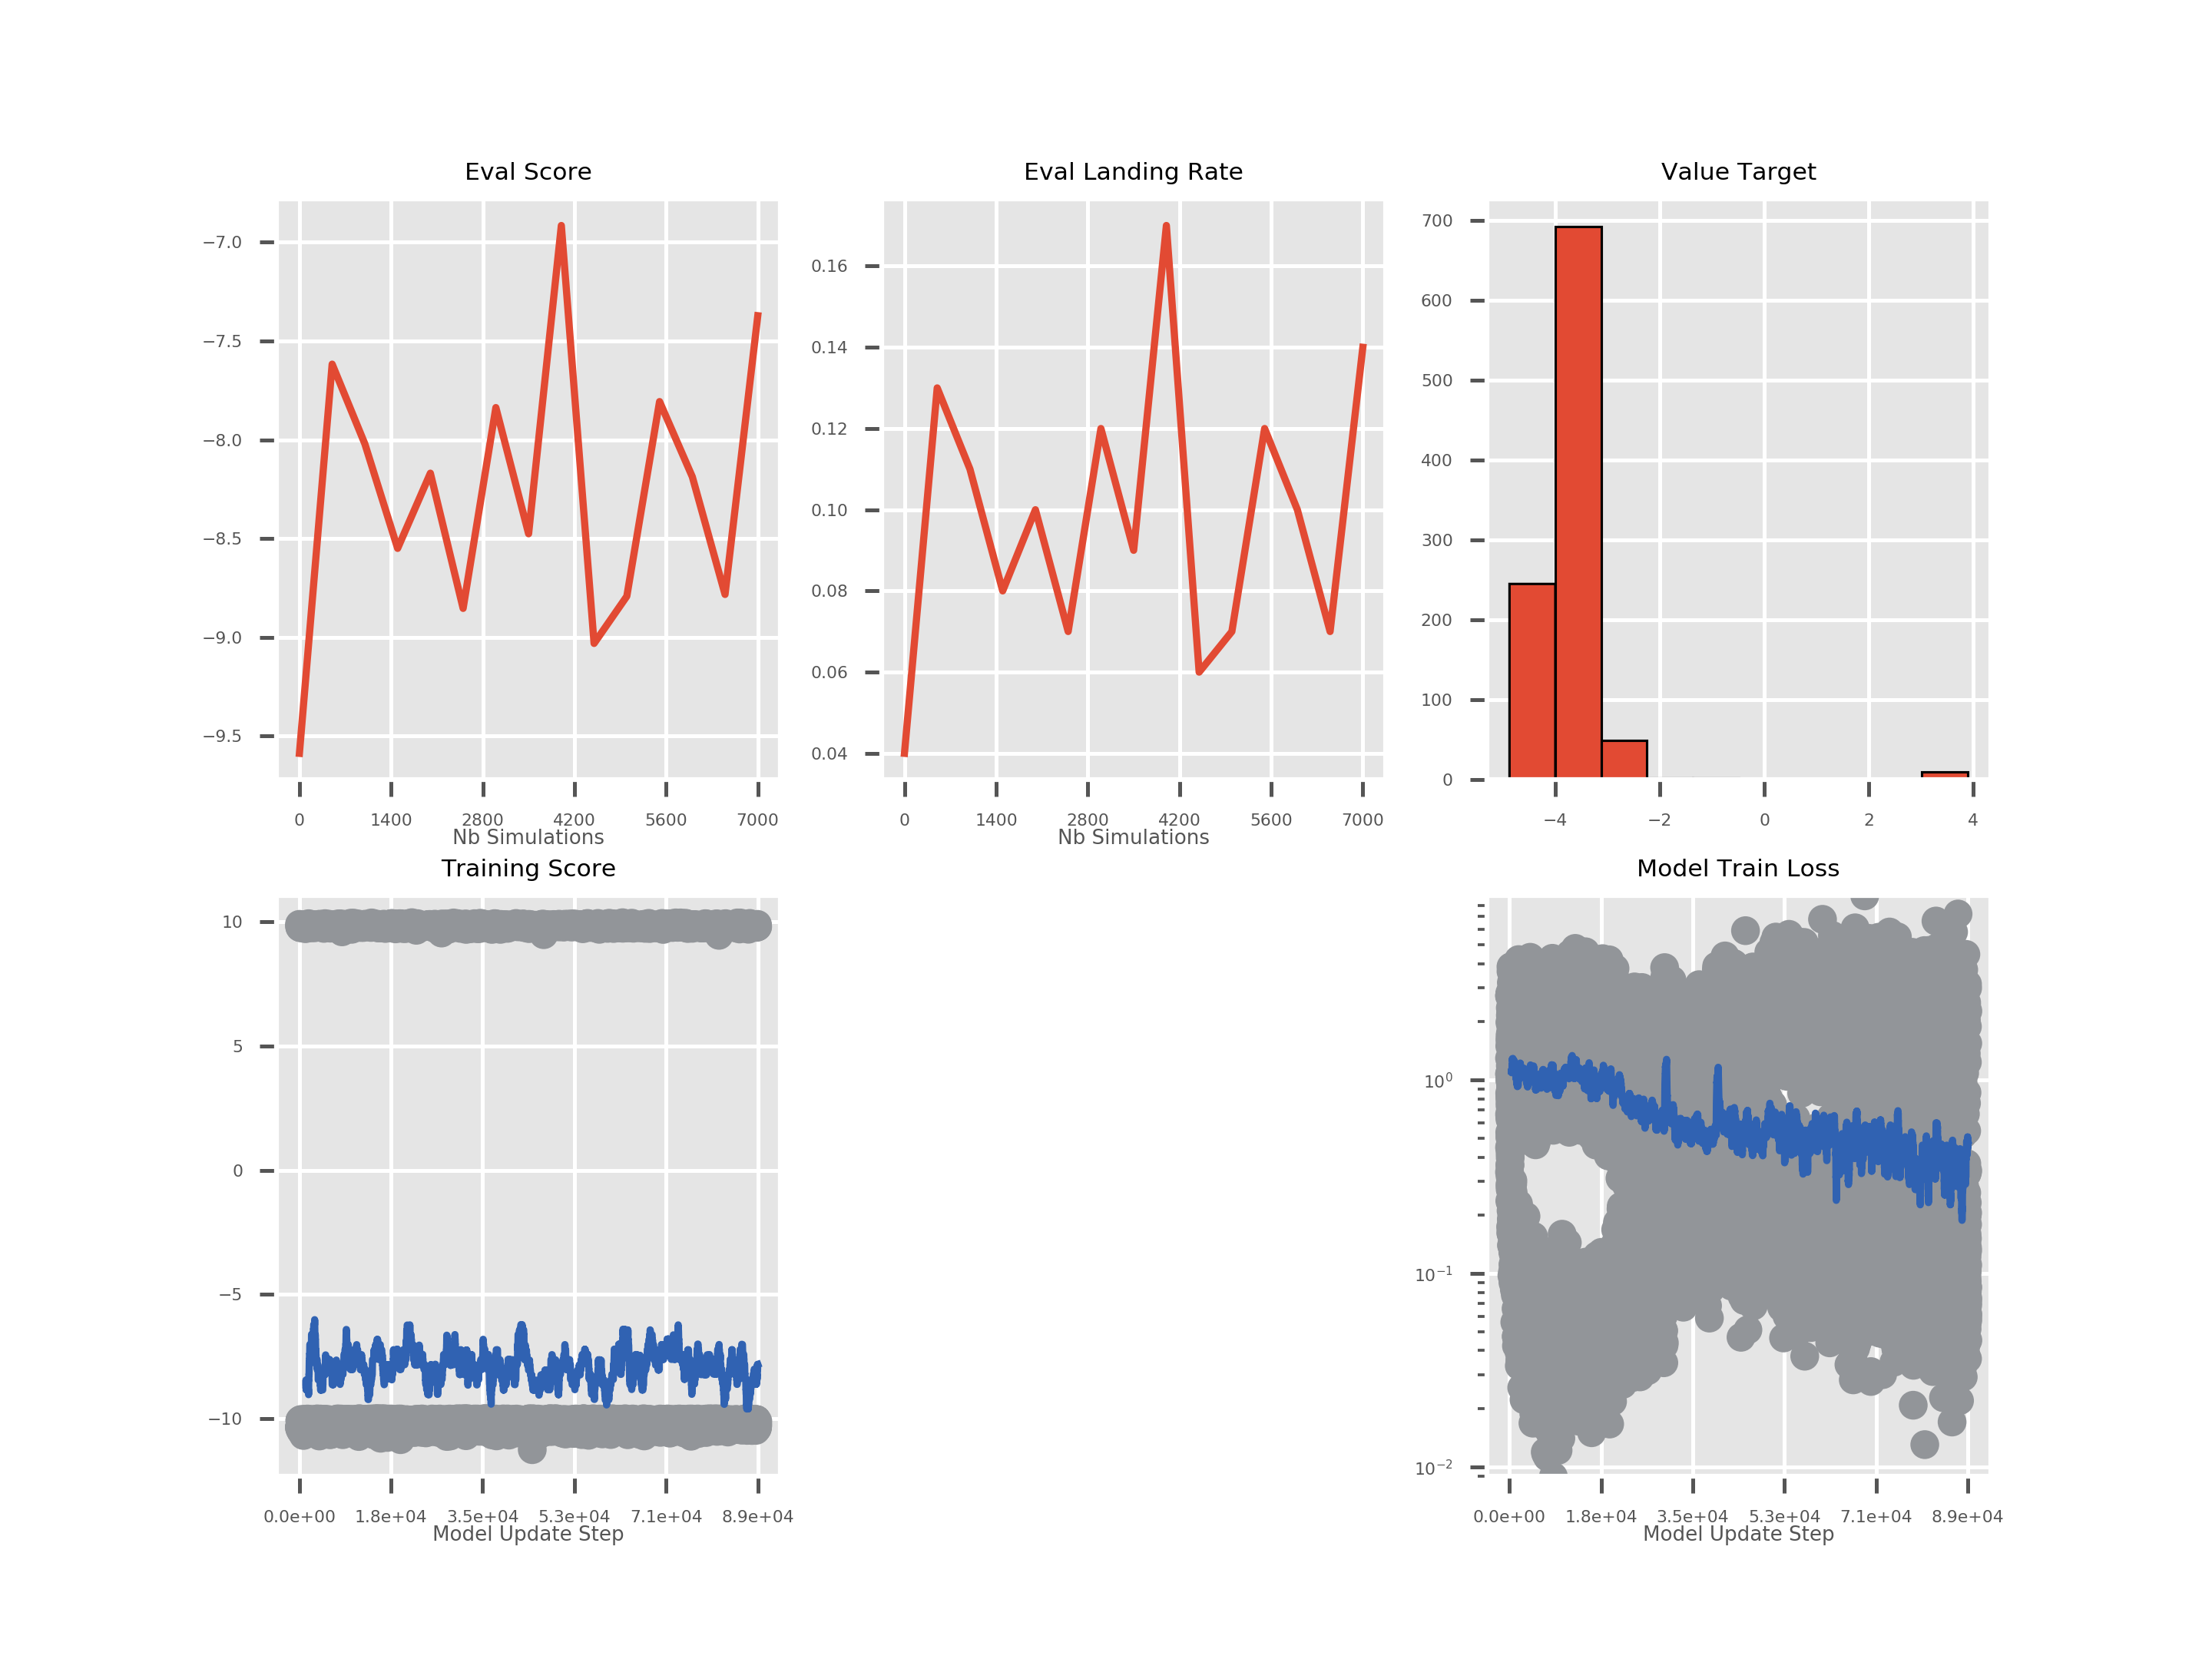 Eval Score
−7.0
−7.5
−8.0
−8.5
−9.0
−9.5
0 1400 2800 4200 5600 7000
Nb Simulations
Eval Landing Rate
0.16
0.14
0.12
0.10
0.08
0.06
0.04
0 1400 2800 4200 5600 7000
Nb Simulations
Value Target
700
600
500
400
300
200
100
0
−4 −2 0 2 4
Training Score
10
5
0
−5
−10
0.0e+00 1.8e+04 3.5e+04 5.3e+04 7.1e+04 8.9e+04
Model Update Step
Model Train Loss
10⁰
10⁻¹
10⁻²
0.0e+00 1.8e+04 3.5e+04 5.3e+04 7.1e+04 8.9e+04
Model Update Step